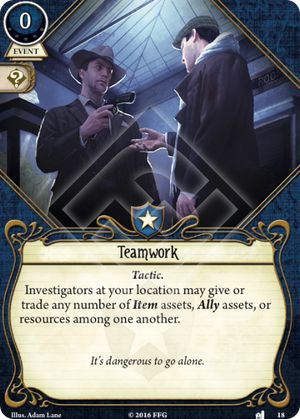 0
EVENT
?
POOL
Teamwork
Tactic.
Investigators at your location may give or
trade any number of Item assets, Ally assets, or
resources among one another.
It's dangerous to go alone.
Illus. Adam Lane
© 2016 FFG
18